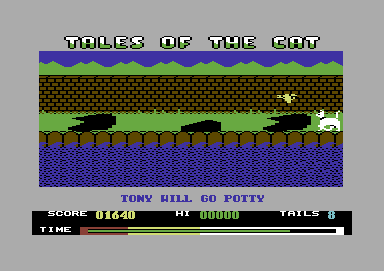 TALES OF THE CAT
TONY WILL GO POTTY
SCORE 01640 HI 00000 TAILS 8
TIME